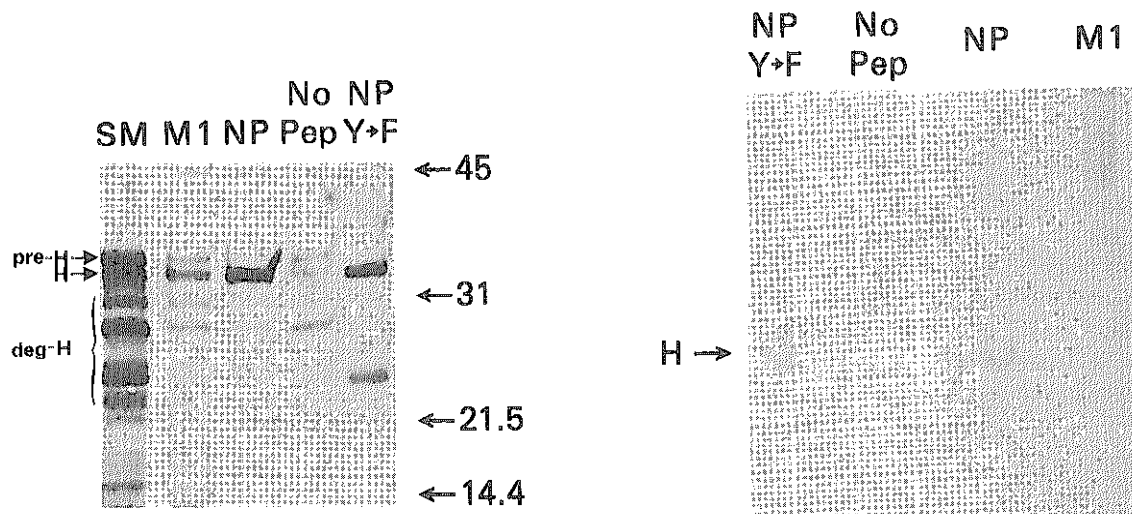 No NP
SM M1 NP Pep Y→F
←45
pre-H→
H→
←31
deg-H
←21.5
←14.4
NP No NP M1
Y→F Pep
H →